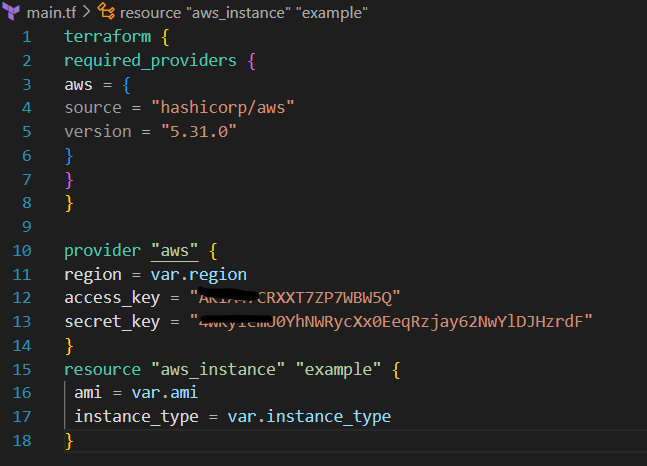 main.tf > resource "aws_instance" "example"
1 terraform {
2 required_providers {
3 aws = {
4 source = "hashicorp/aws"
5 version = "5.31.0"
6 }
7 }
8 }
9
10 provider "aws" {
11 region = var.region
12 access_key =
13 secret_key =
14 }
15 resource "aws_instance" "example" {
16 ami = var.ami
17 instance_type = var.instance_type
18 }